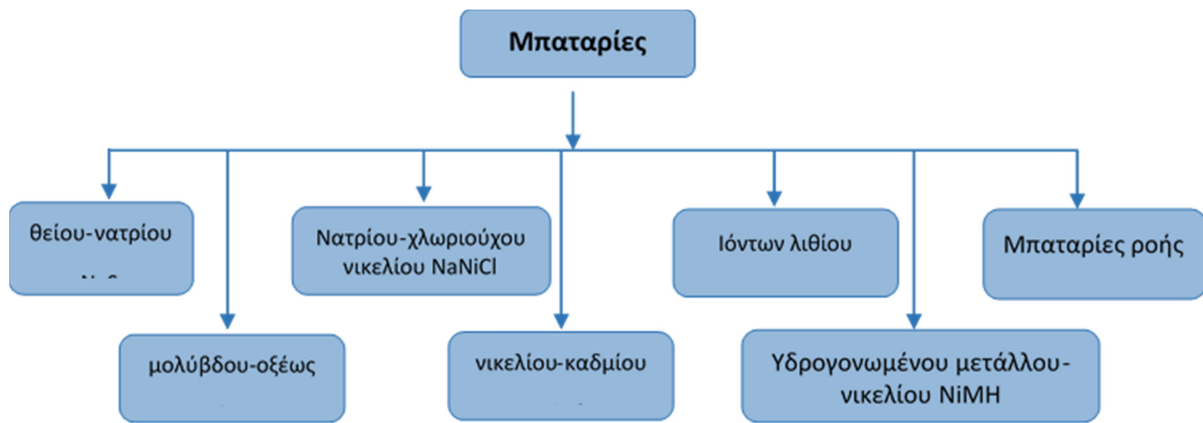 Μπαταρίες
θείου-νατρίου
Νατρίου-χλωριούχου
νικελίου NaNiCl
Ιόντων λιθίου
Μπαταρίες ροής
μολύβδου-οξέως
νικελίου-καδμίου
Υδρογονωμένου μετάλλου-
νικελίου NiMH